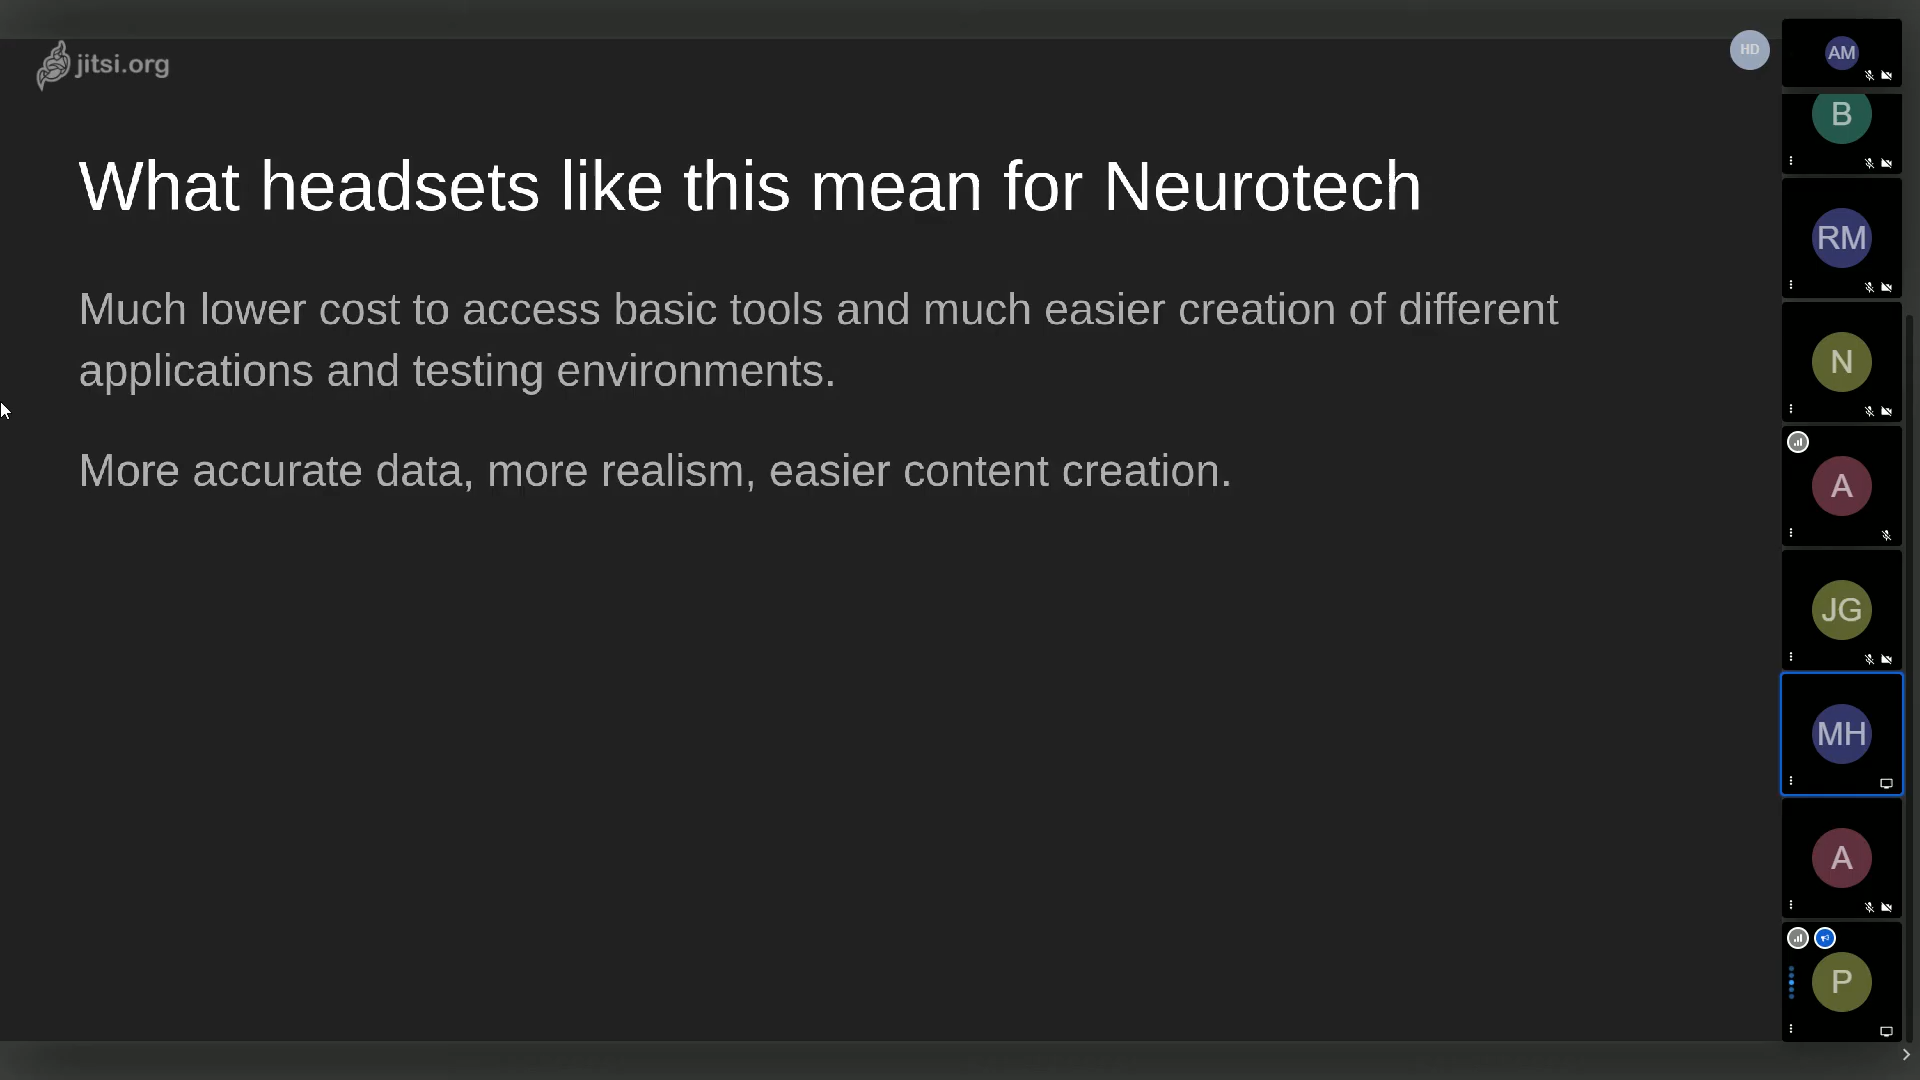 jitsi.org
HD
AM
B
What headsets like this mean for Neurotech
RM
Much lower cost to access basic tools and much easier creation of different
applications and testing environments.
N
More accurate data, more realism, easier content creation.
A
JG
MH
A
P